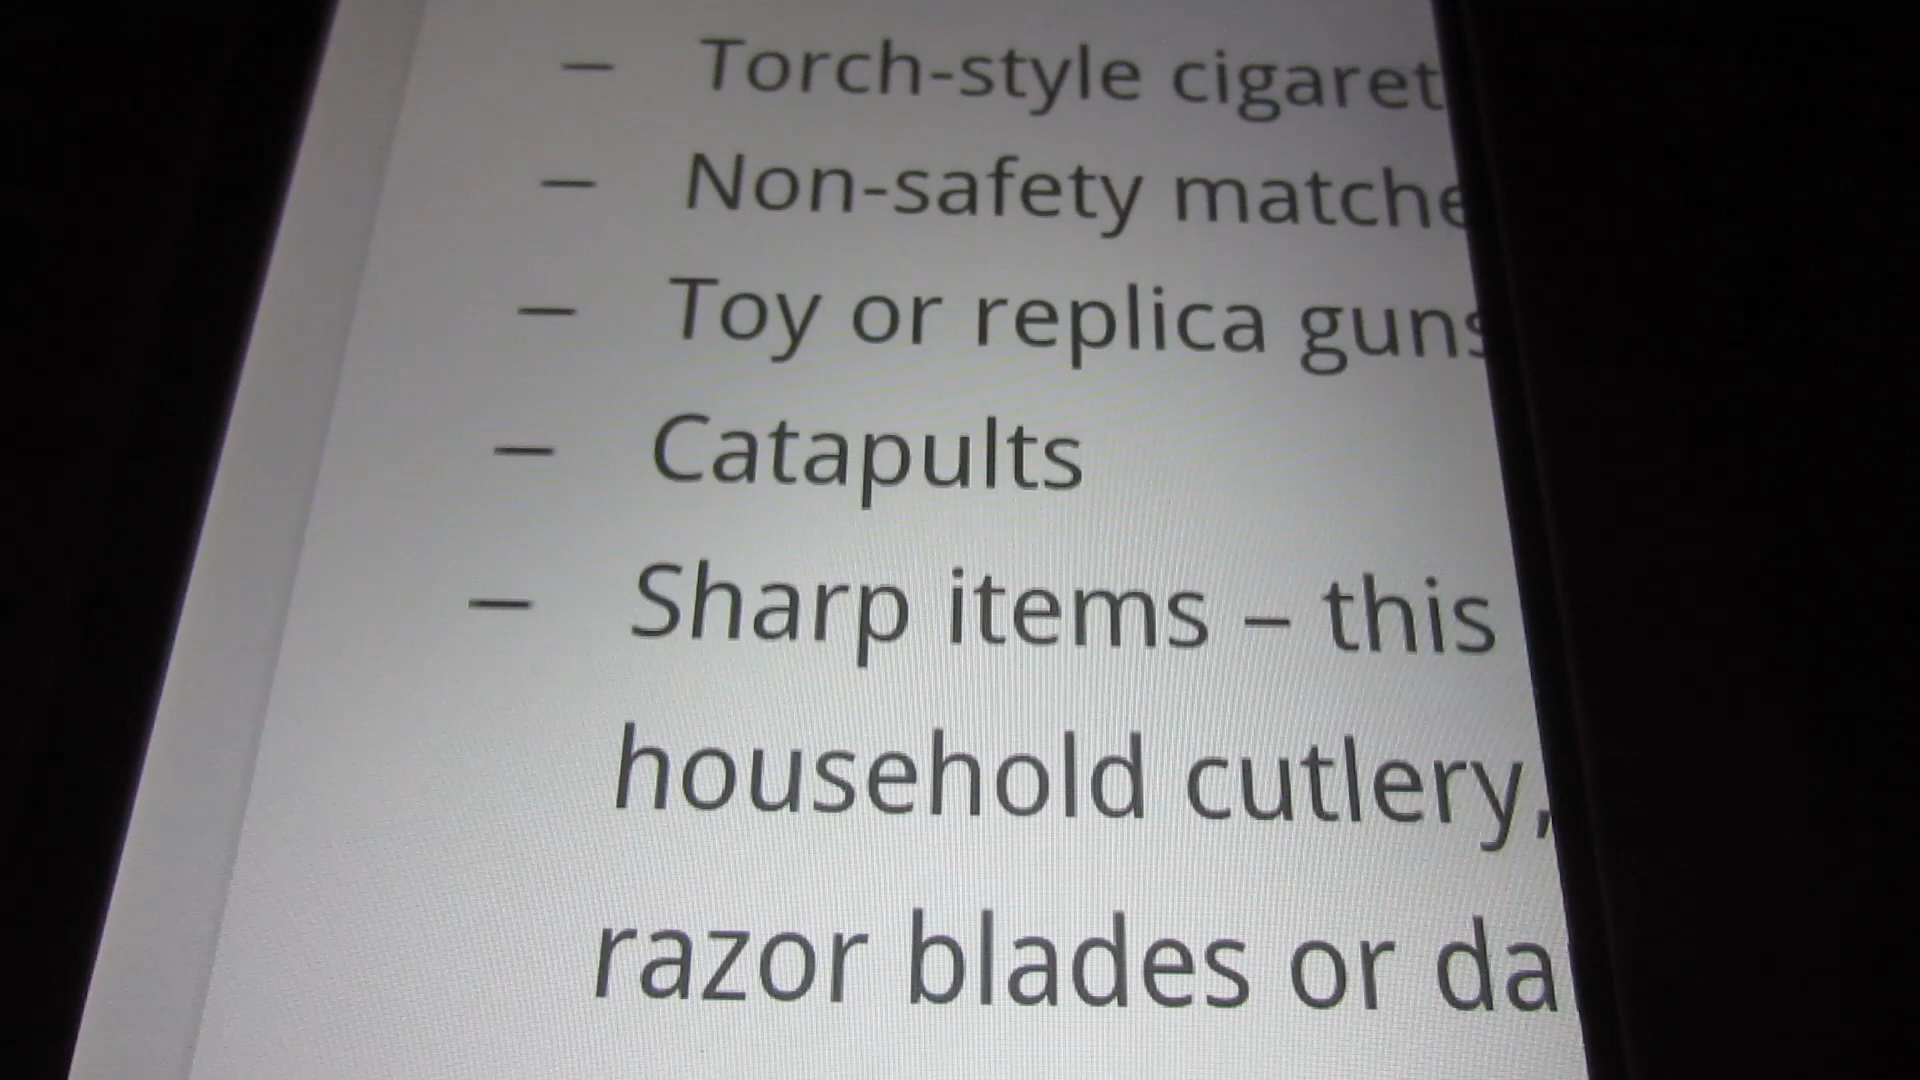 – Torch-style cigaret
– Non-safety matche
– Toy or replica guns
– Catapults
– Sharp items – this
household cutlery,
razor blades or da